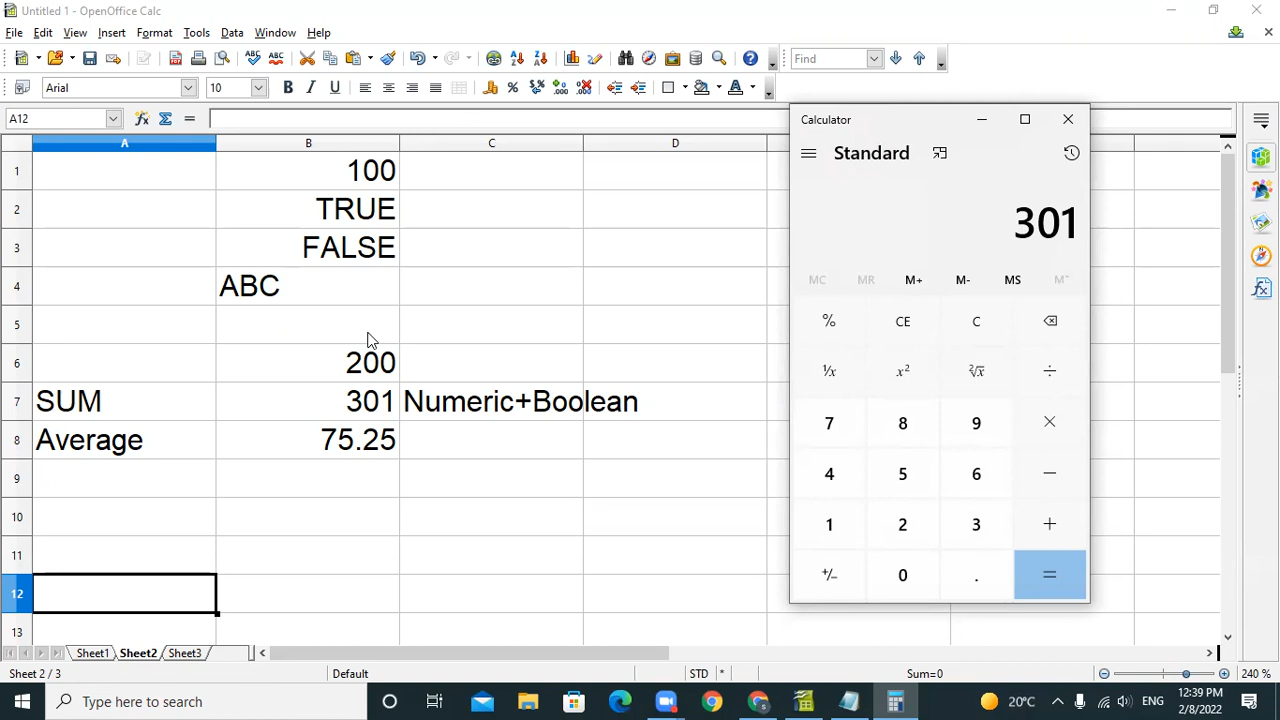 Untitled 1 - OpenOffice Calc
File Edit View Insert Format Tools Data Window Help
Find
Arial 10 B I U
A12
A B C D
1 100
2 TRUE
3 FALSE
4 ABC
5
6 200
7 SUM 301 Numeric+Boolean
8 Average 75.25
9
10
11
12
13
Calculator
Standard
301
MC MR M+ M- MS M˅
% CE C
¹/x x² ²√x ÷
7 8 9 ×
4 5 6 −
1 2 3 +
+/− 0 . =
Sheet1 Sheet2 Sheet3
Sheet 2 / 3 Default STD * Sum=0 240 %
Type here to search
20°C ENG 12:39 PM
2/8/2022